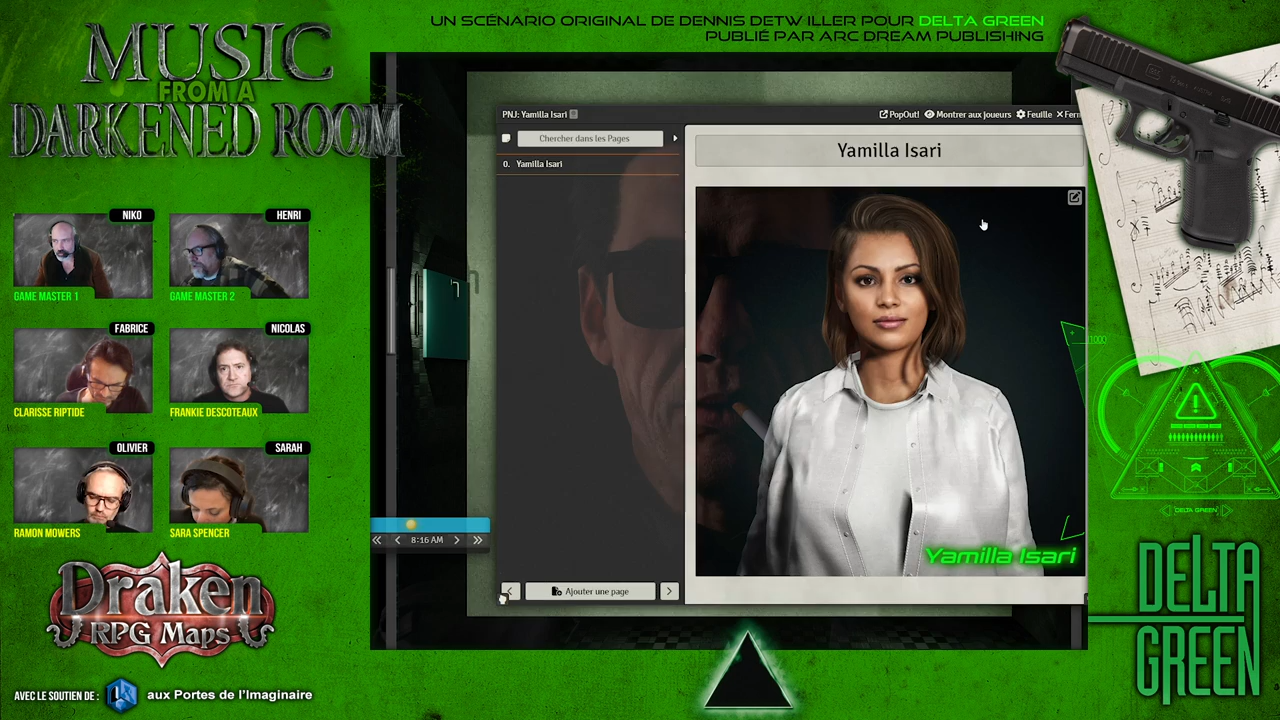 MUSIC
FROM A
DARKENED ROOM
UN SCÉNARIO ORIGINAL DE DENNIS DETWILLER POUR DELTA GREEN
PUBLIÉ PAR ARC DREAM PUBLISHING
NIKO
GAME MASTER 1
HENRI
GAME MASTER 2
FABRICE
CLARISSE RIPTIDE
NICOLAS
FRANKIE DESCOTEAUX
OLIVIER
RAMON MOWERS
SARAH
SARA SPENCER
Draken
RPG Maps
AVEC LE SOUTIEN DE :
aux Portes de l'Imaginaire
PNJ: Yamilla Isari
PopOut!
Montrer aux joueurs
Feuille
Ferm
Chercher dans les Pages
0. Yamilla Isari
Yamilla Isari
Yamilla Isari
8:16 AM
Ajouter une page
1000
DELTA GREEN
DELTA
GREEN